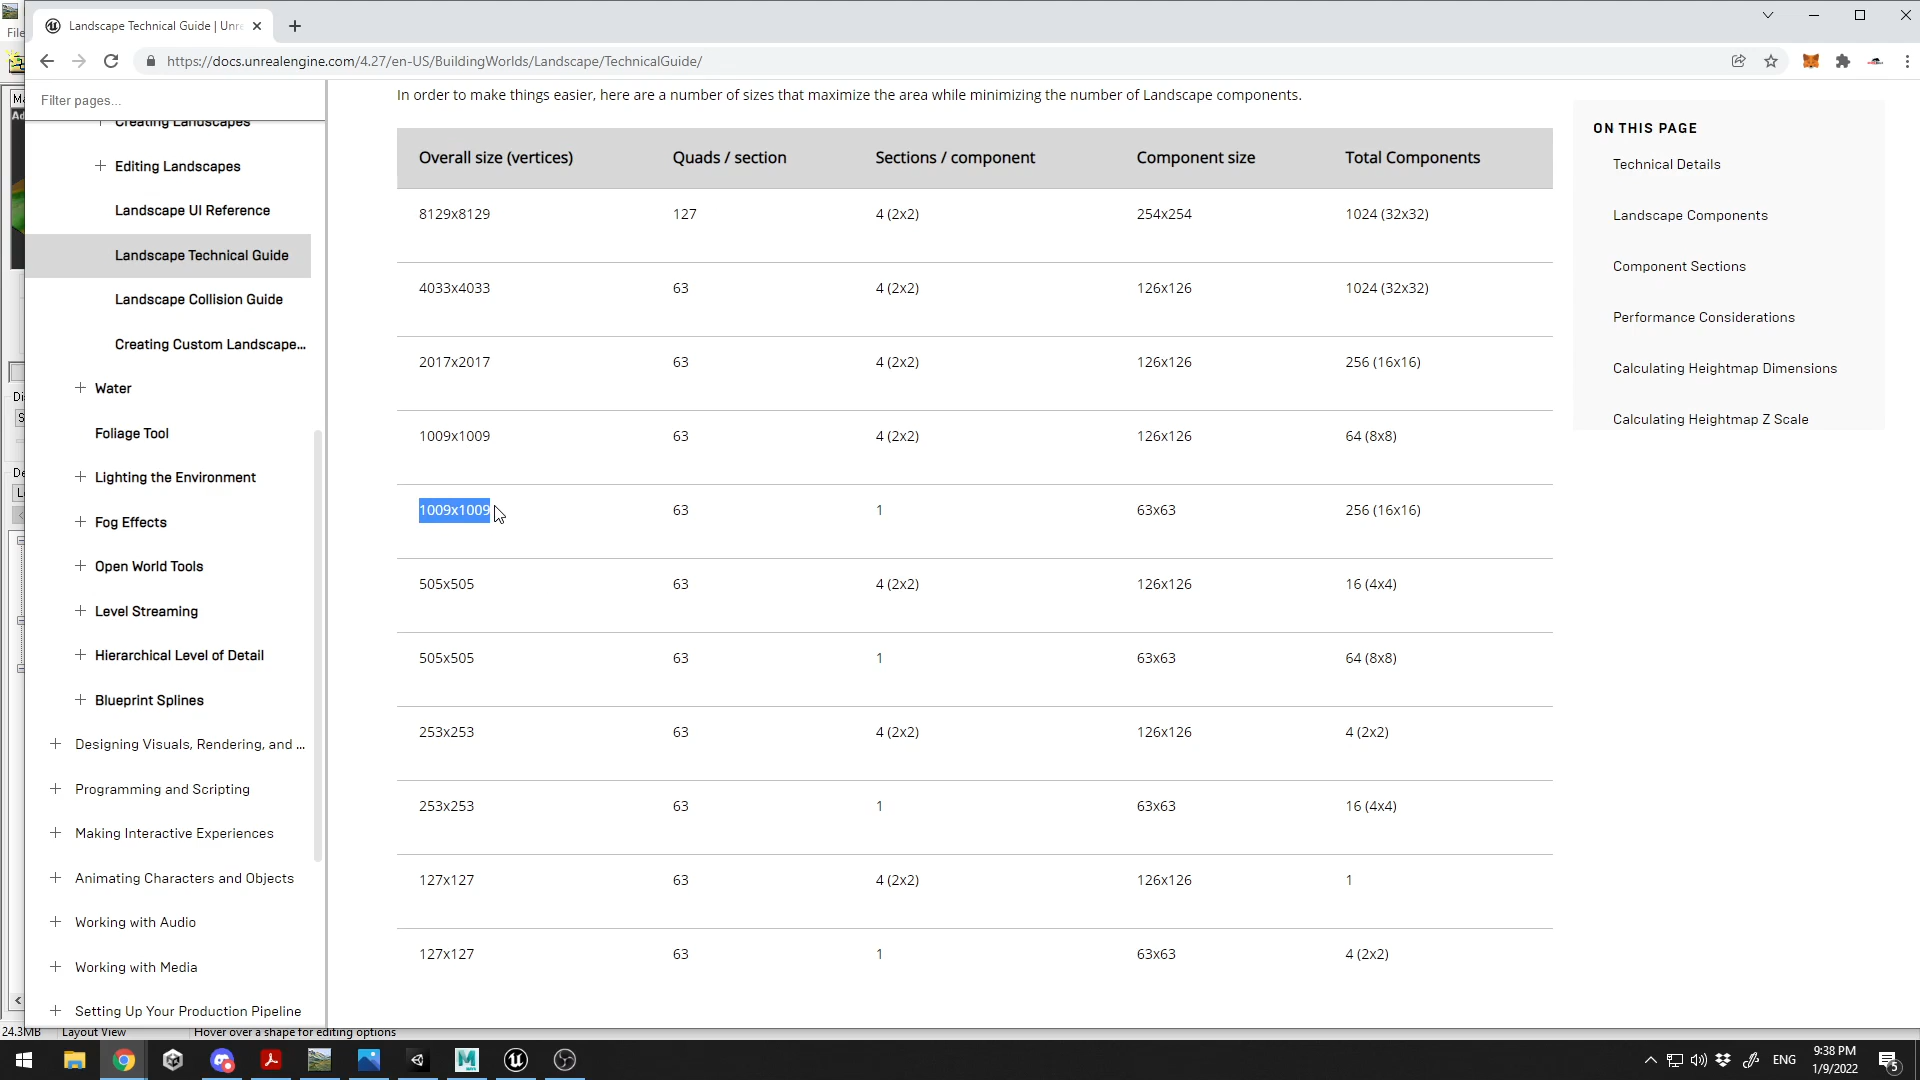 Landscape Technical Guide | Unre
File
https://docs.unrealengine.com/4.27/en-US/BuildingWorlds/Landscape/TechnicalGuide/
Filter pages...
Creating Landscapes
Editing Landscapes
Landscape UI Reference
Landscape Technical Guide
Landscape Collision Guide
Creating Custom Landscape...
Water
Foliage Tool
Lighting the Environment
Fog Effects
Open World Tools
Level Streaming
Hierarchical Level of Detail
Blueprint Splines
Designing Visuals, Rendering, and ...
Programming and Scripting
Making Interactive Experiences
Animating Characters and Objects
Working with Audio
Working with Media
Setting Up Your Production Pipeline
In order to make things easier, here are a number of sizes that maximize the area while minimizing the number of Landscape components.
Overall size (vertices) Quads / section Sections / component Component size Total Components
8129x8129 127 4 (2x2) 254x254 1024 (32x32)
4033x4033 63 4 (2x2) 126x126 1024 (32x32)
2017x2017 63 4 (2x2) 126x126 256 (16x16)
1009x1009 63 4 (2x2) 126x126 64 (8x8)
1009x1009 63 1 63x63 256 (16x16)
505x505 63 4 (2x2) 126x126 16 (4x4)
505x505 63 1 63x63 64 (8x8)
253x253 63 4 (2x2) 126x126 4 (2x2)
253x253 63 1 63x63 16 (4x4)
127x127 63 4 (2x2) 126x126 1
127x127 63 1 63x63 4 (2x2)
ON THIS PAGE
Technical Details
Landscape Components
Component Sections
Performance Considerations
Calculating Heightmap Dimensions
Calculating Heightmap Z Scale
24.3MB Layout View Hover over a shape for editing options
ENG
9:38 PM
1/9/2022
5